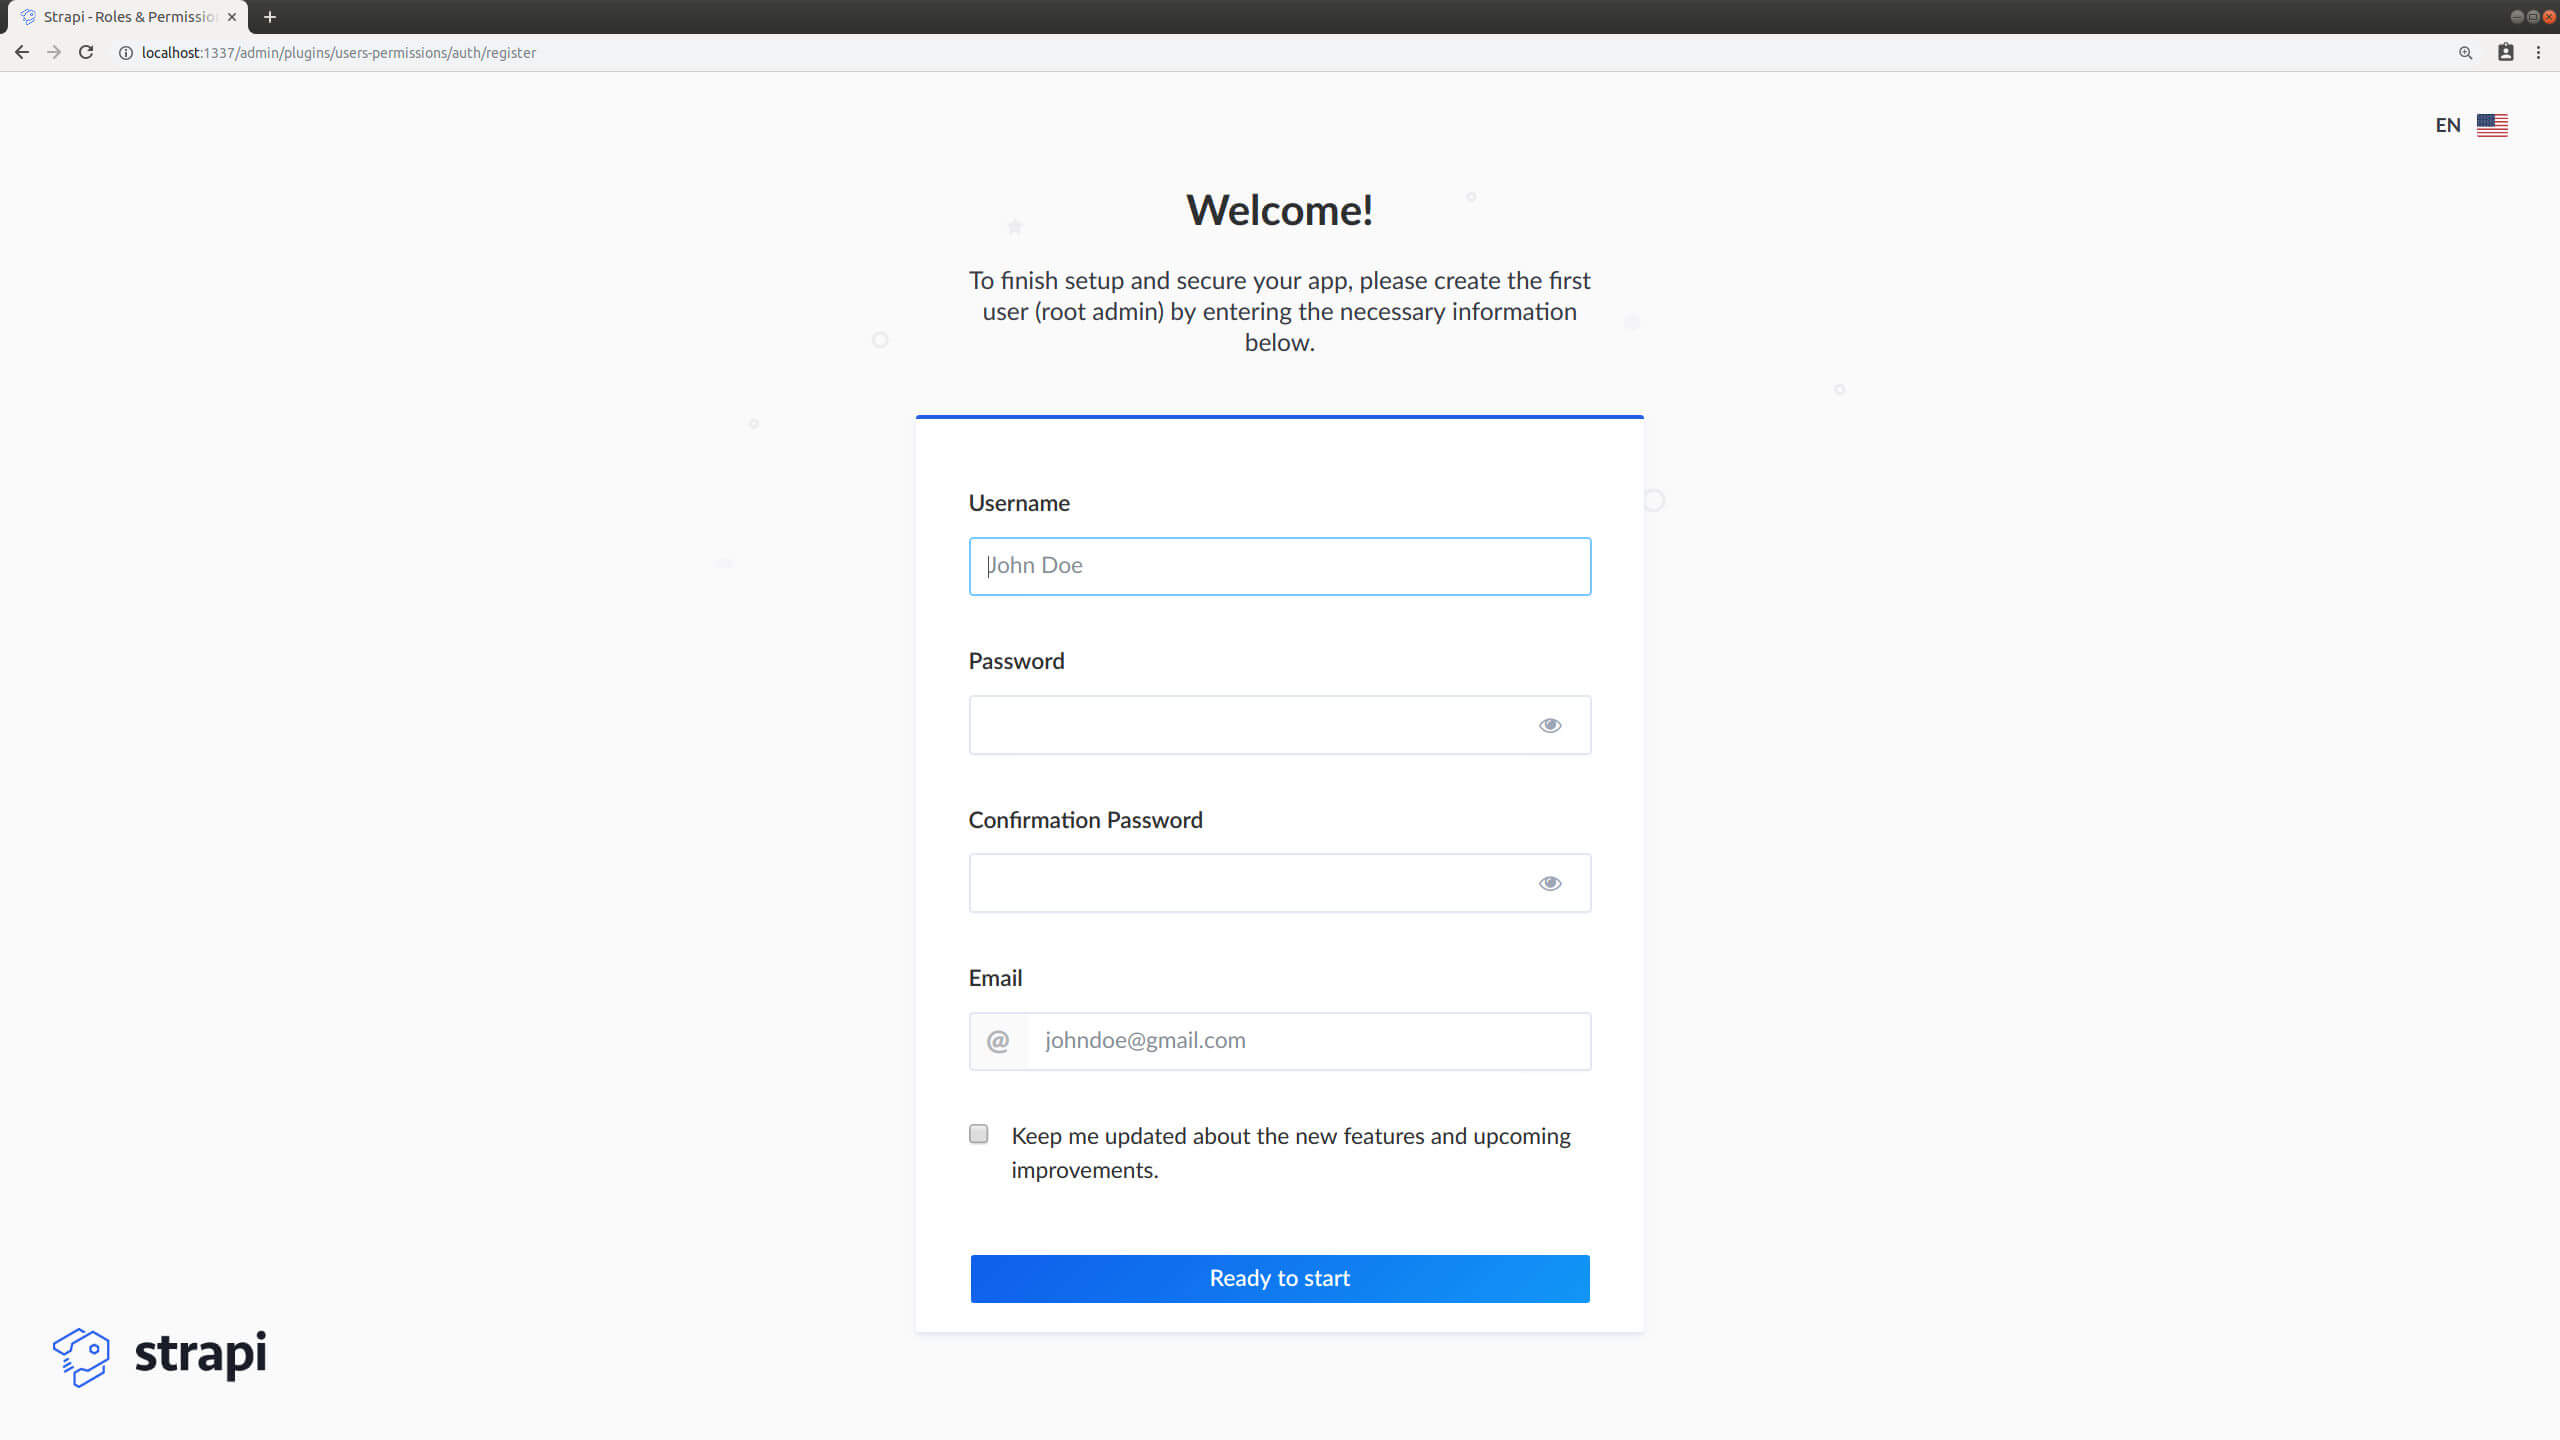 Strapi - Roles & Permission
localhost:1337/admin/plugins/users-permissions/auth/register
EN
Welcome!
To finish setup and secure your app, please create the first
user (root admin) by entering the necessary information
below.
Username
John Doe
Password
Confirmation Password
Email
@ johndoe@gmail.com
Keep me updated about the new features and upcoming
improvements.
Ready to start
strapi